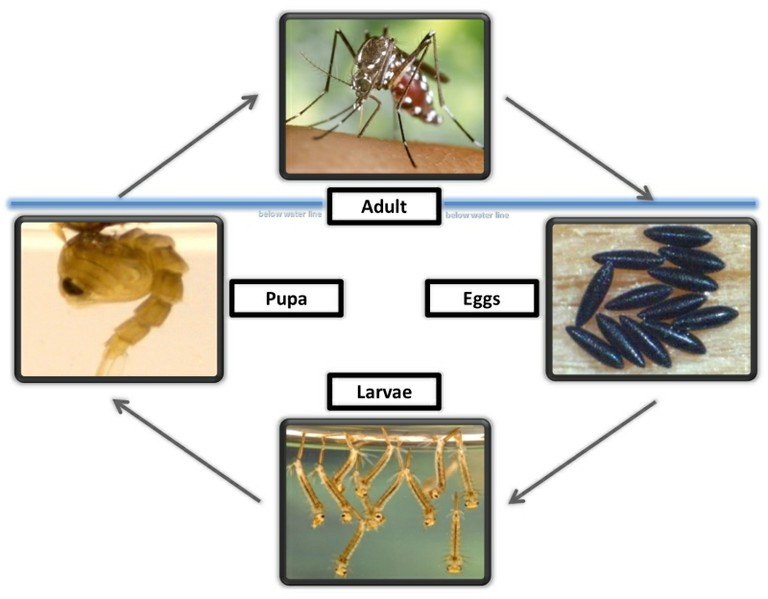 Adult
below water line
below water line
Pupa
Eggs
Larvae